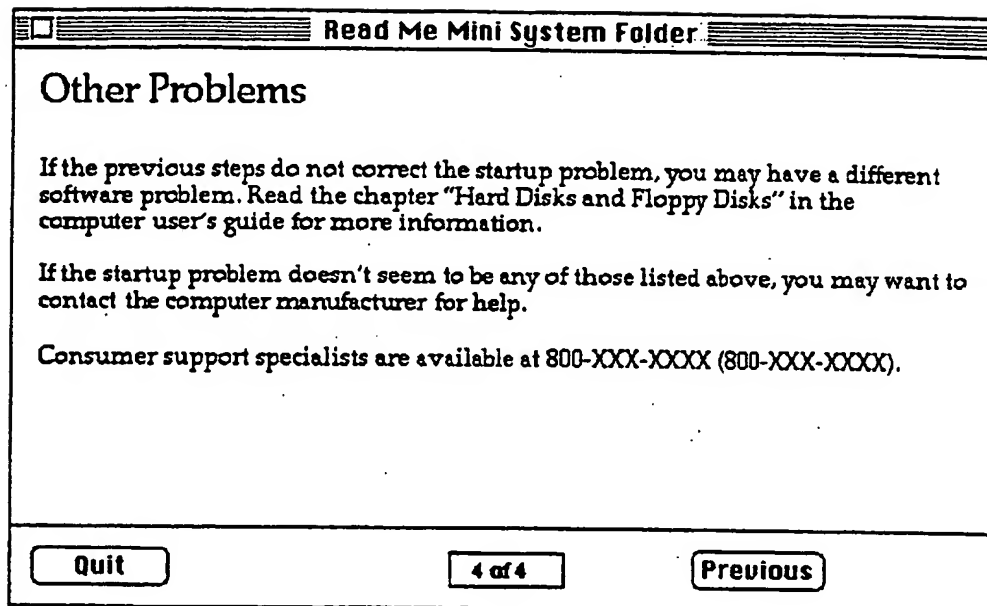 Read Me Mini System Folder
Other Problems
If the previous steps do not correct the startup problem, you may have a different
software problem. Read the chapter "Hard Disks and Floppy Disks" in the
computer user's guide for more information.
If the startup problem doesn't seem to be any of those listed above, you may want to
contact the computer manufacturer for help.
Consumer support specialists are available at 800-XXX-XXXX (800-XXX-XXXX).
Quit
4 of 4
Previous